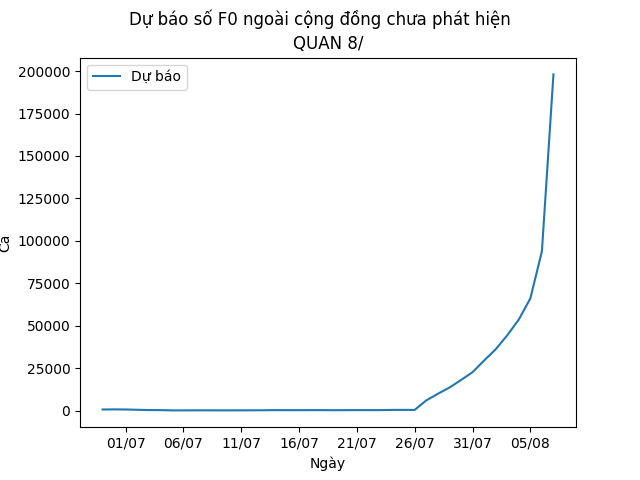 Dự báo số F0 ngoài cộng đồng chưa phát hiện
QUAN 8/
Dự báo
200000
175000
150000
125000
100000
75000
50000
25000
0
Ca
01/07 06/07 11/07 16/07 21/07 26/07 31/07 05/08
Ngày